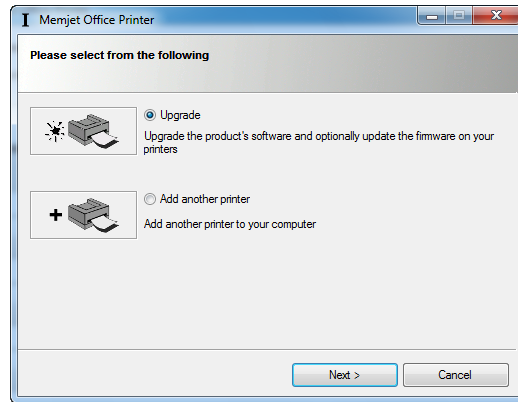 Memjet Office Printer
Please select from the following
Upgrade
Upgrade the product's software and optionally update the firmware on your
printers
Add another printer
Add another printer to your computer
Next >
Cancel